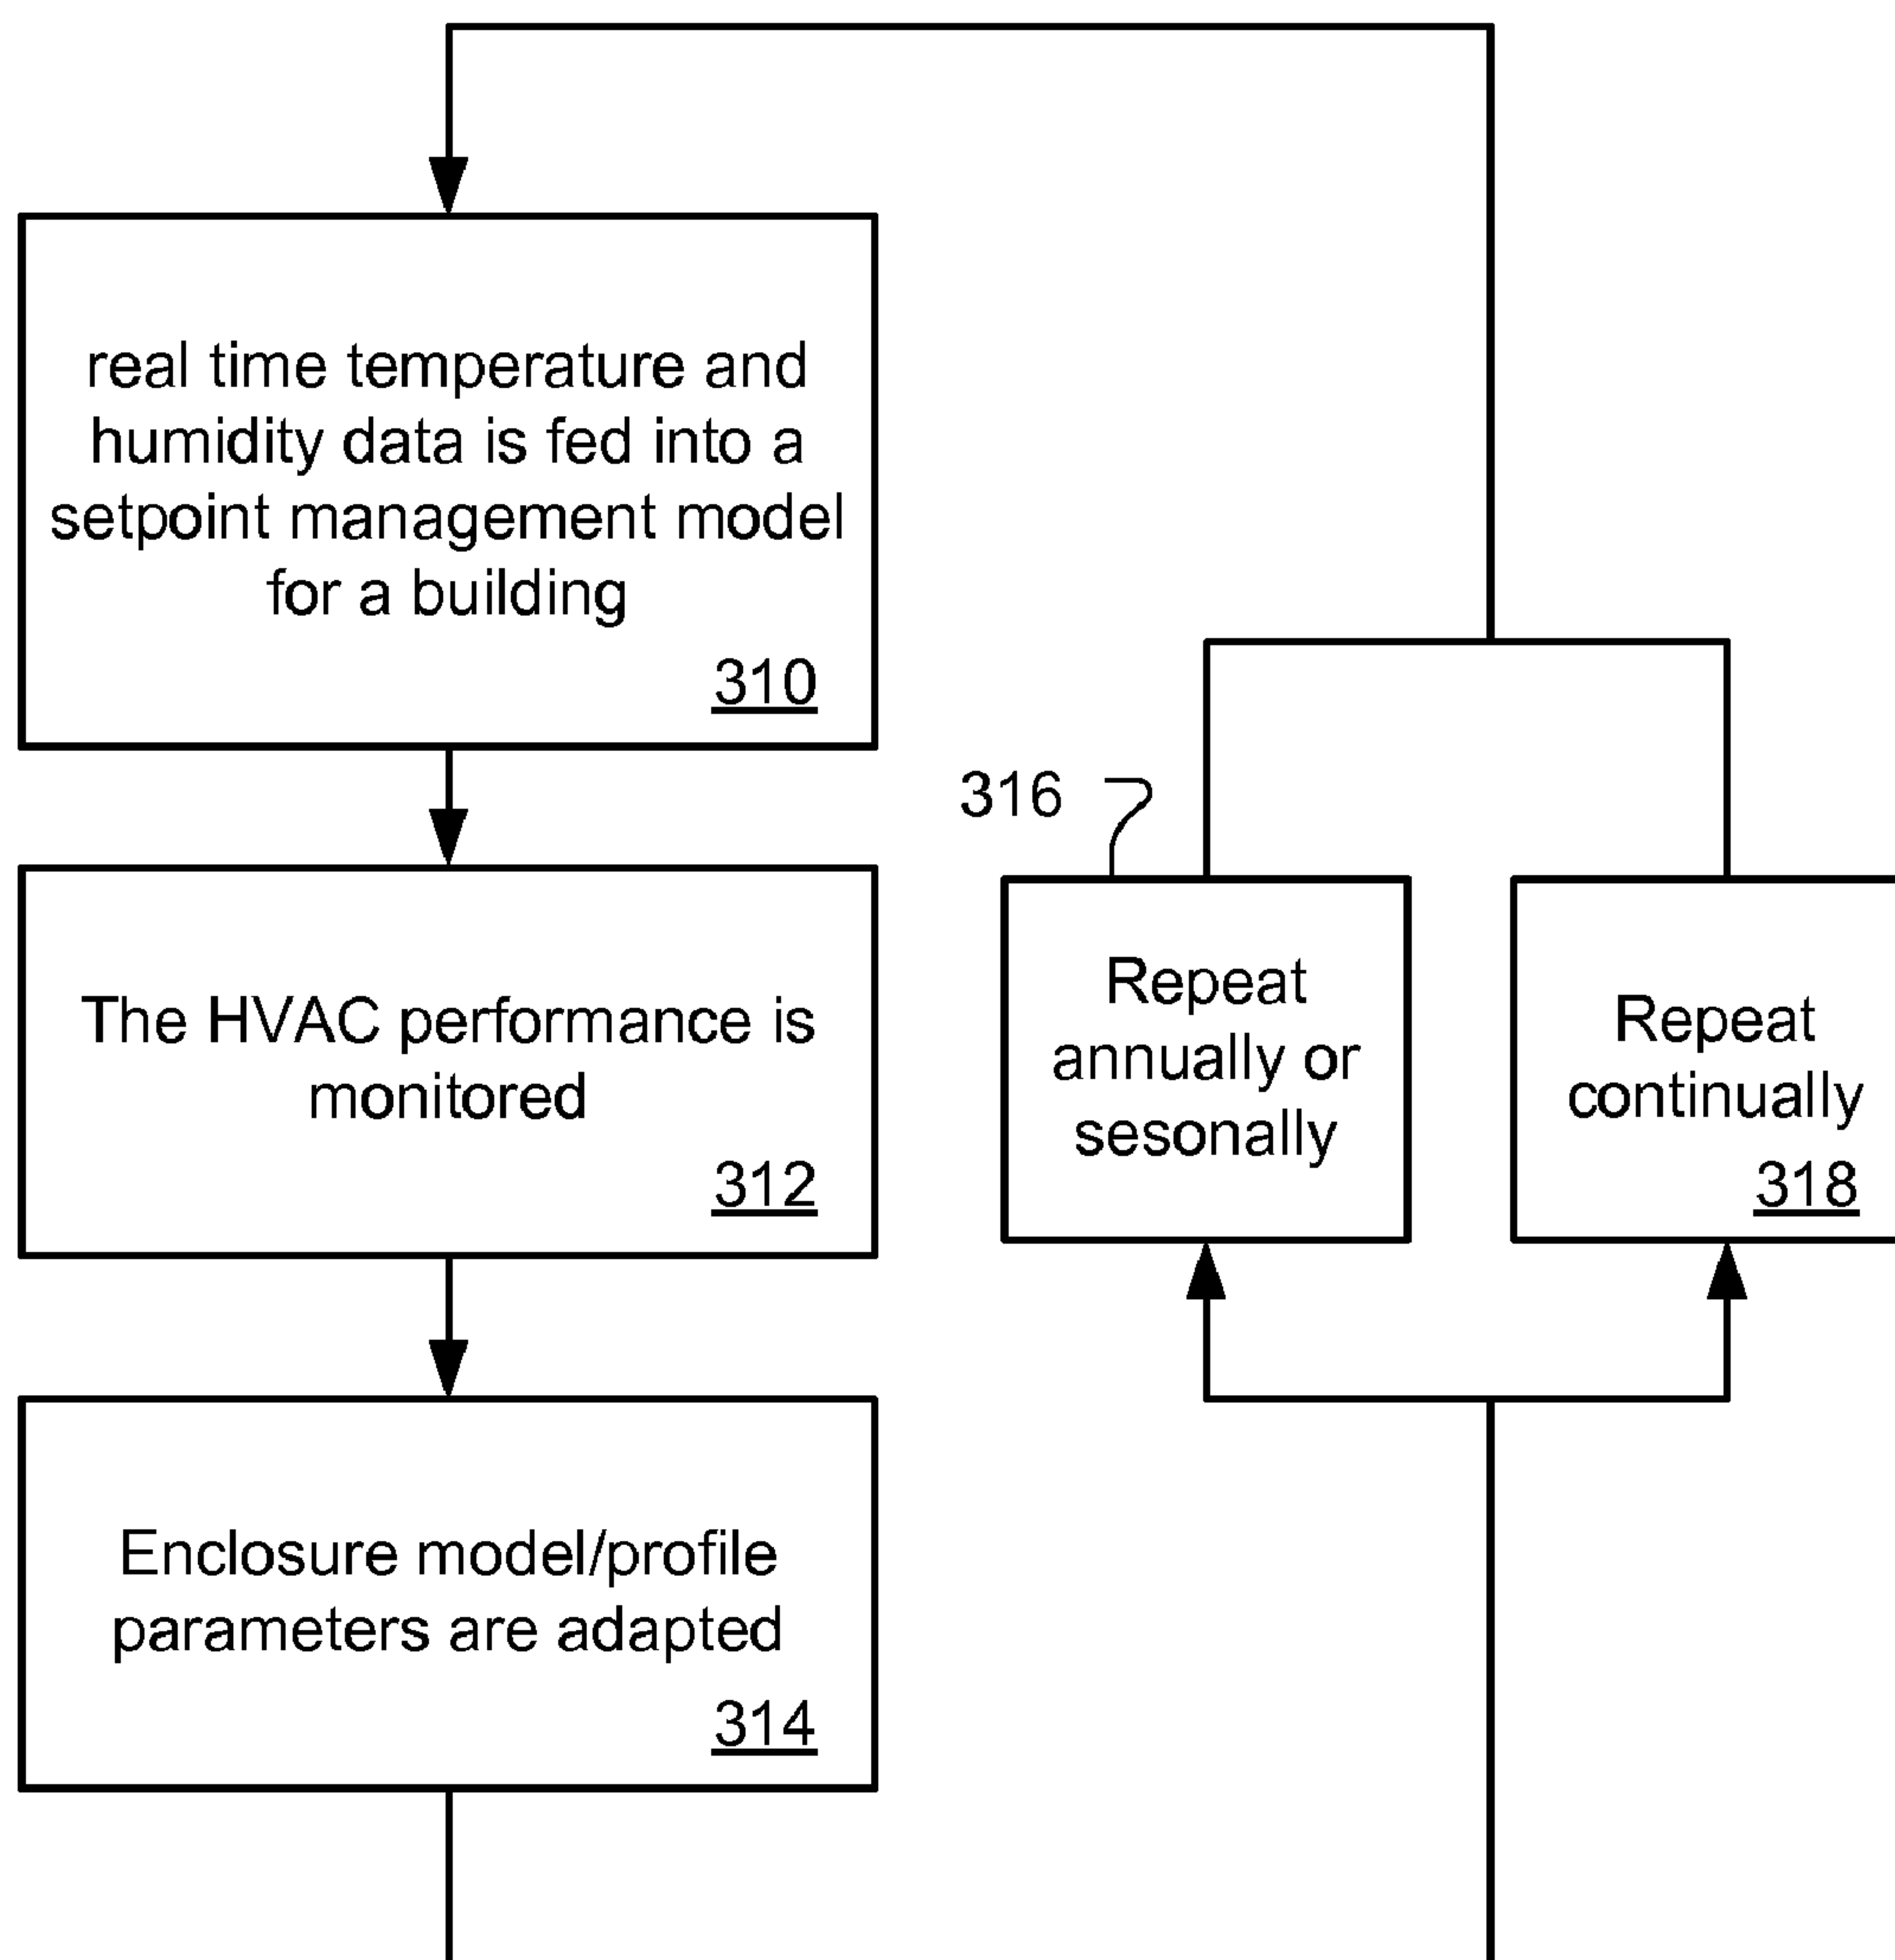 real time temperature and
humidity data is fed into a
setpoint management model
for a building
310
The HVAC performance is
monitored
312
Enclosure model/profile
parameters are adapted
314
316
Repeat
annually or
sesonally
Repeat
continually
318